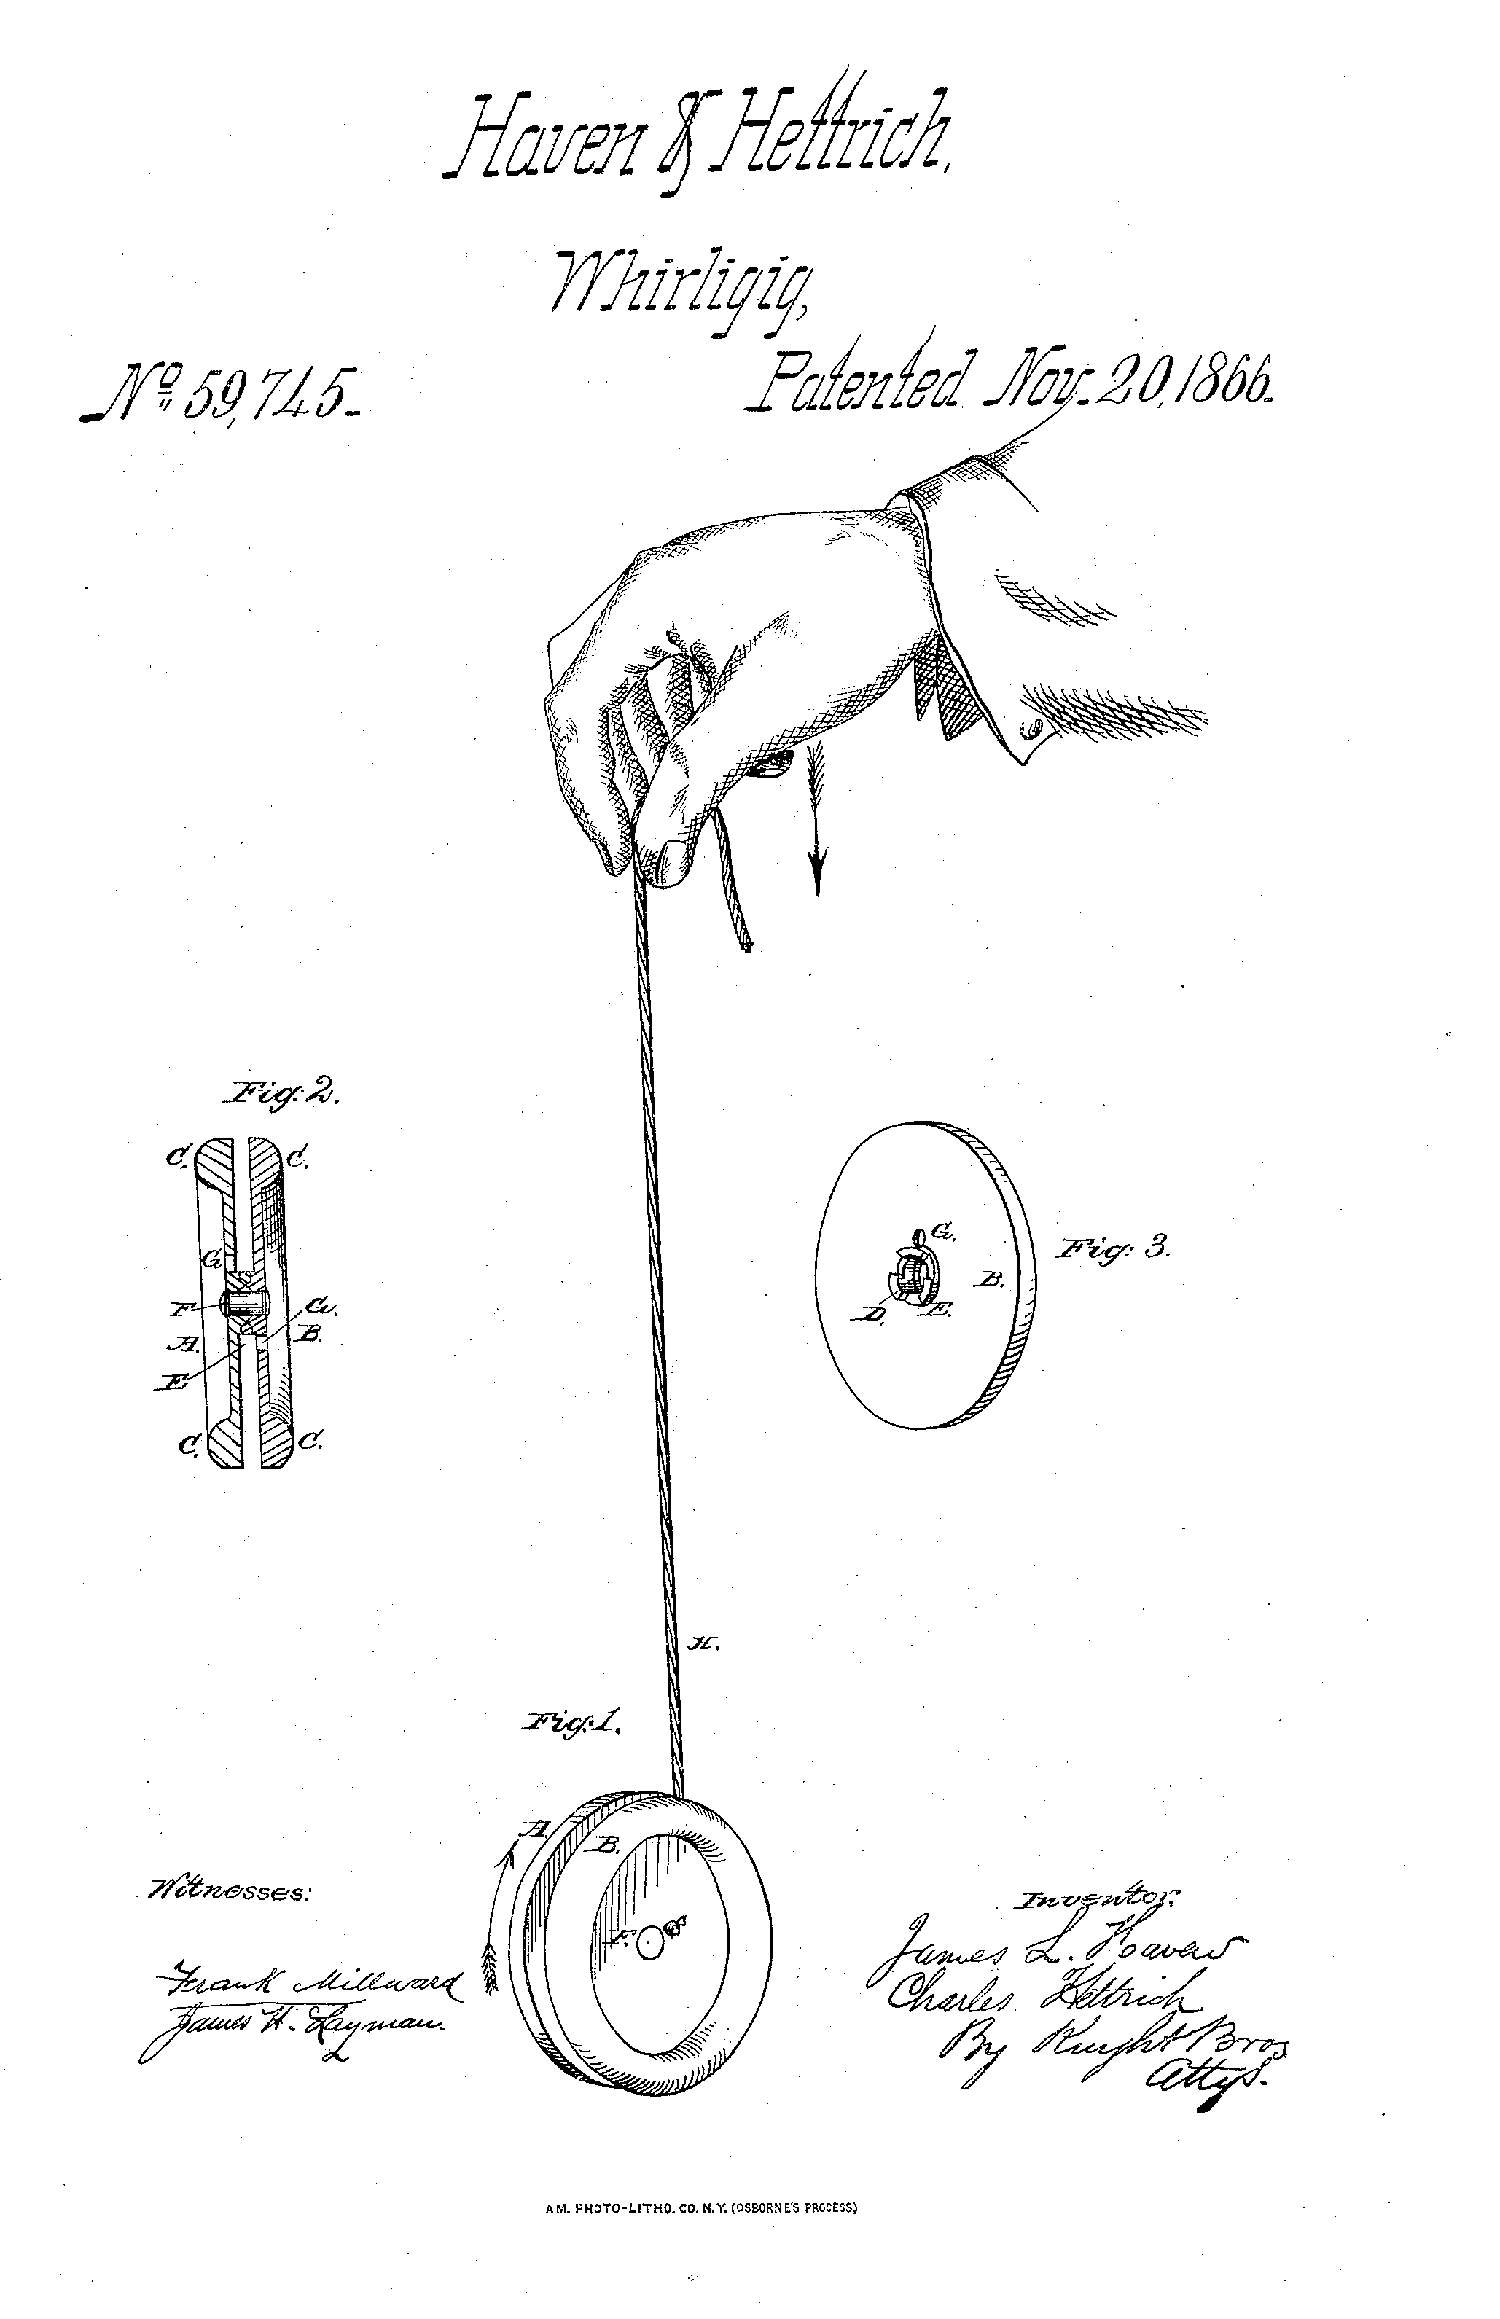 Haven & Hettrich,
Whirligig,
No 59,745.
Patented Nov. 20, 1866.
Fig. 2.
C. C.
G.
F G.
A. B.
E
C. C.
Fig. 3.
G.
B.
D. E.
H.
Fig. 1.
A.
B.
F. G
Witnesses:
Frank Millward
James H. Layman.
Inventor.
James L. Haven
Charles Hettrich
By Knight Bros
Attys.
AM. PHOTO-LITHO. CO. N.Y. (OSBORNE'S PROCESS)